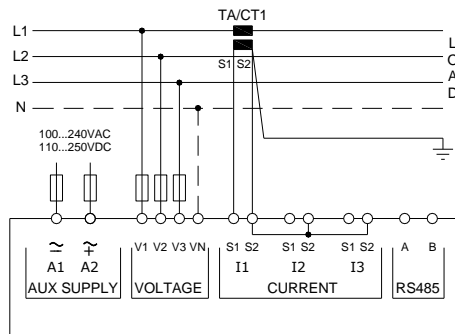 TA/CT1
L1
L2
L3
N
S1 S2
L
O
A
D
100...240VAC
110...250VDC
V1 V2 V3 VN
S1 S2 S1 S2 S1 S2
A B
A1 A2
I1 I2 I3
AUX SUPPLY
VOLTAGE
CURRENT
RS485